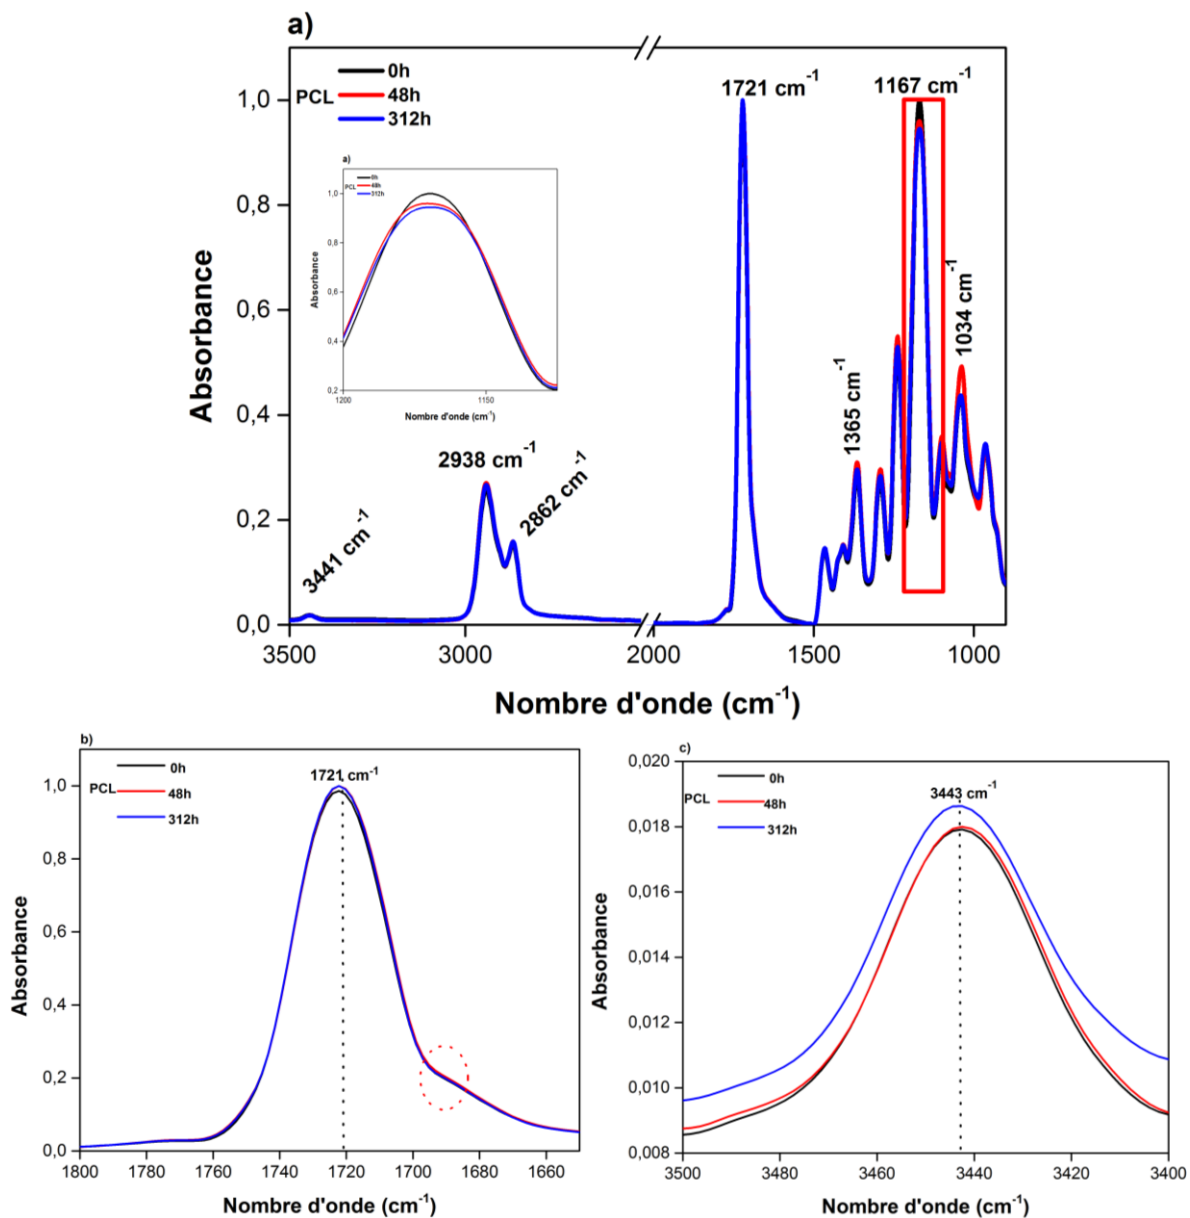 a)
0h
PCL 48h
312h
1721 cm-1
1167 cm-1
1,0
0,8
0,6
0,4
0,2
0,0
Absorbance
a)
0h
PCL 48h
312h
1,0
0,8
0,6
0,4
0,2
Absorbance
1200 1150
Nombre d'onde (cm-1)
3441 cm-1
2938 cm-1
2862 cm-1
1365 cm-1
1034 cm-1
3500 3000 2000 1500 1000
Nombre d'onde (cm-1)
b)
0h
PCL 48h
312h
1721 cm-1
1,0
0,8
0,6
0,4
0,2
0,0
Absorbance
1800 1780 1760 1740 1720 1700 1680 1660
Nombre d'onde (cm-1)
c)
0h
PCL 48h
312h
3443 cm-1
0,020
0,018
0,016
0,014
0,012
0,010
0,008
Absorbance
3500 3480 3460 3440 3420 3400
Nombre d'onde (cm-1)